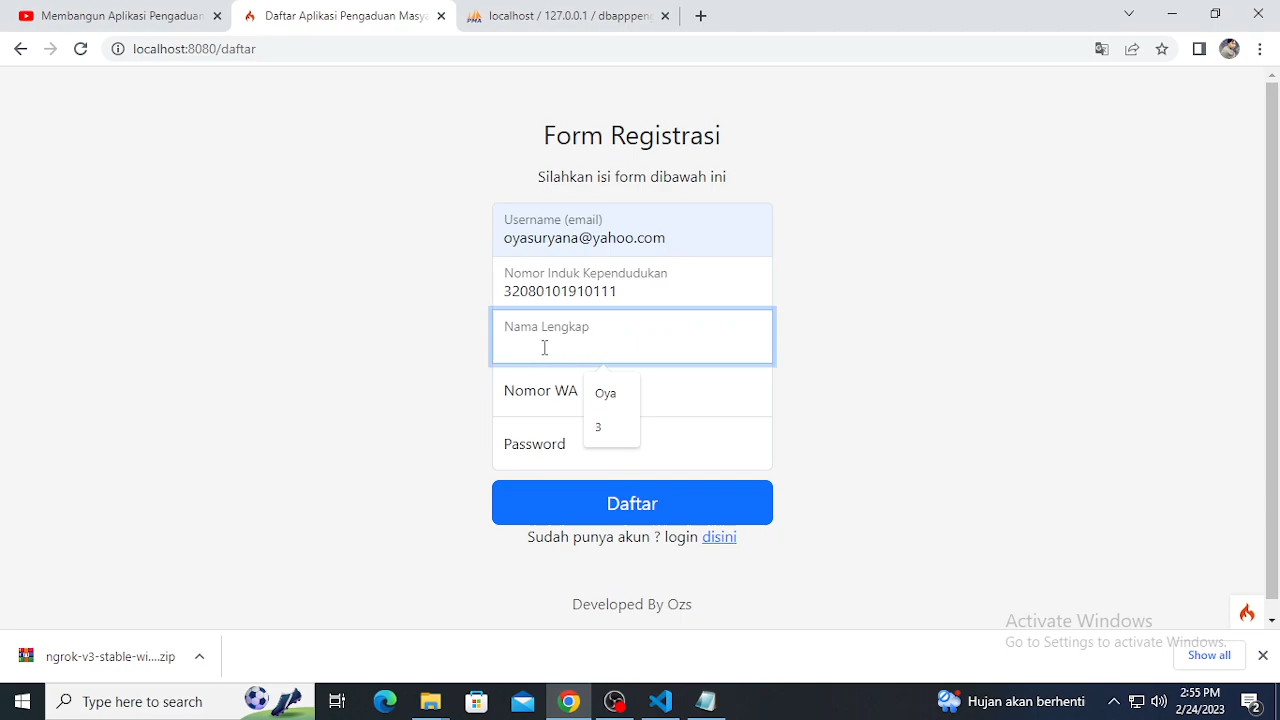 Membangun Aplikasi Pengaduan
Daftar Aplikasi Pengaduan Masya
localhost / 127.0.0.1 / dbapppeng
localhost:8080/daftar
Form Registrasi
Silahkan isi form dibawah ini
Username (email)
oyasuryana@yahoo.com
Nomor Induk Kependudukan
32080101910111
Nama Lengkap
Nomor WA
Oya
3
Password
Daftar
Sudah punya akun ? login disini
Developed By Ozs
Activate Windows
Go to Settings to activate Windows.
ngrok-v3-stable-wi....zip
Show all
Type here to search
Hujan akan berhenti
2:55 PM
2/24/2023
2